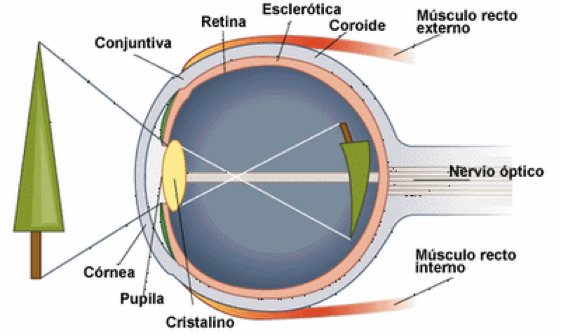 Esclerótica
Músculo recto
externo
Retina
Coroide
Conjuntiva
Nervio óptico
Músculo recto
interno
Córnea
Pupila
Cristalino